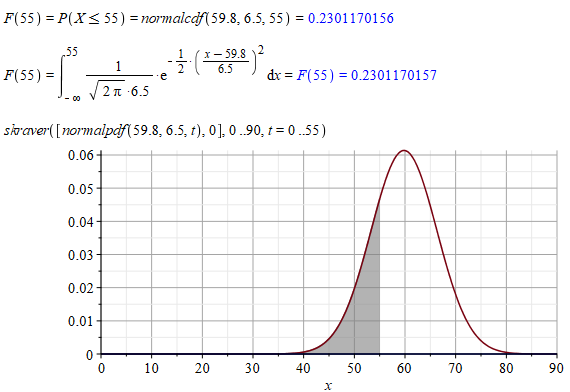 F(55) = P(X ≤ 55) = normalcdf(59.8, 6.5, 55) = 0.2301170156
F(55) = ∫_{-∞}^{55} 1/(√(2 π) ·6.5) ·e^{-1/2 ·((x − 59.8)/6.5)^2} dx = F(55) = 0.2301170157
skraver([normalpdf(59.8, 6.5, t), 0], 0 ..90, t = 0 ..55)
0.06
0.05
0.04
0.03
0.02
0.01
0
0 10 20 30 40 50 60 70 80 90
x